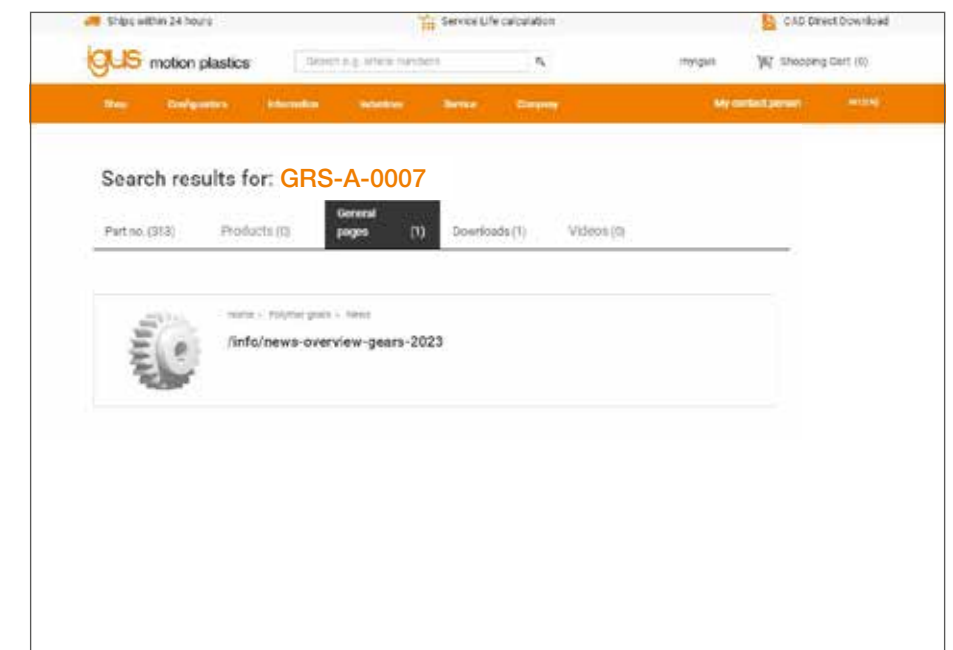 Ships within 24 hours Service Life calculation CAD Direct Download
igus motion plastics Search e.g. article numbers myigus Shopping Cart (0)
Shop Configurators Information Industries Service Company My contact person
Search results for: GRS-A-0007
Part no. (313) Products (0) General pages (1) Downloads (1) Videos (0)
Home Polymer gears News
/info/news-overview-gears-2023